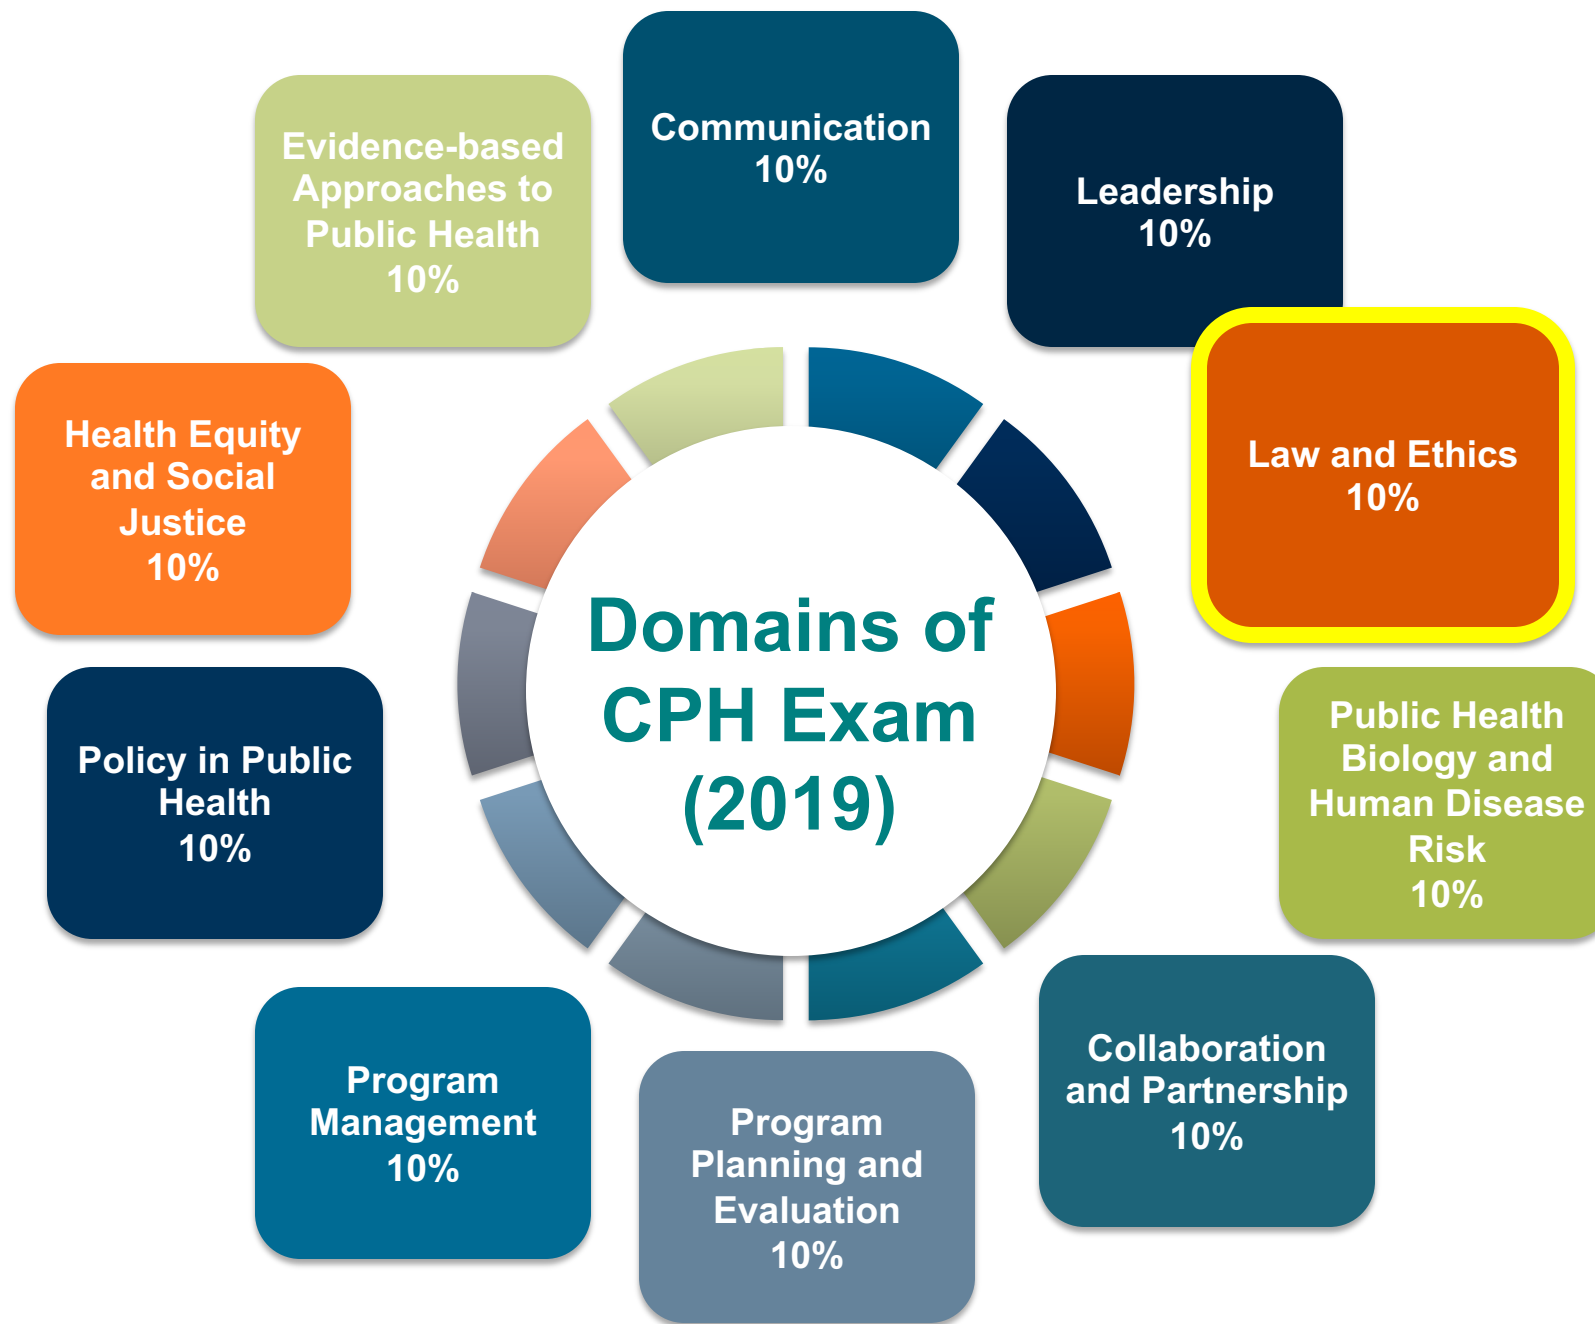 Communication
10%
Leadership
10%
Law and Ethics
10%
Public Health
Biology and
Human Disease
Risk
10%
Collaboration
and Partnership
10%
Program
Planning and
Evaluation
10%
Program
Management
10%
Policy in Public
Health
10%
Health Equity
and Social
Justice
10%
Evidence-based
Approaches to
Public Health
10%
Domains of
CPH Exam
(2019)